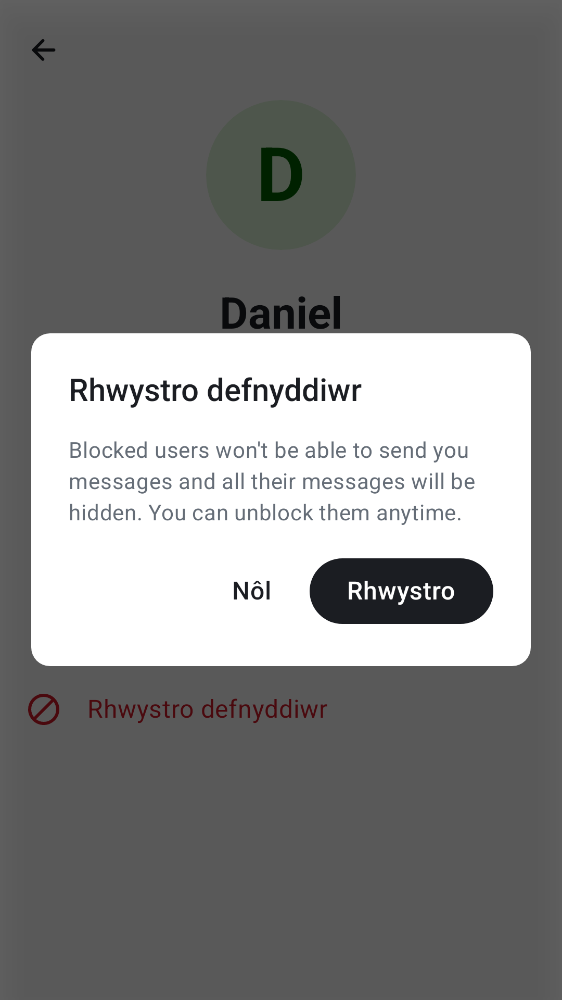 D
Daniel
Rhwystro defnyddiwr
Blocked users won't be able to send you
messages and all their messages will be
hidden. You can unblock them anytime.
Nôl
Rhwystro
Rhwystro defnyddiwr